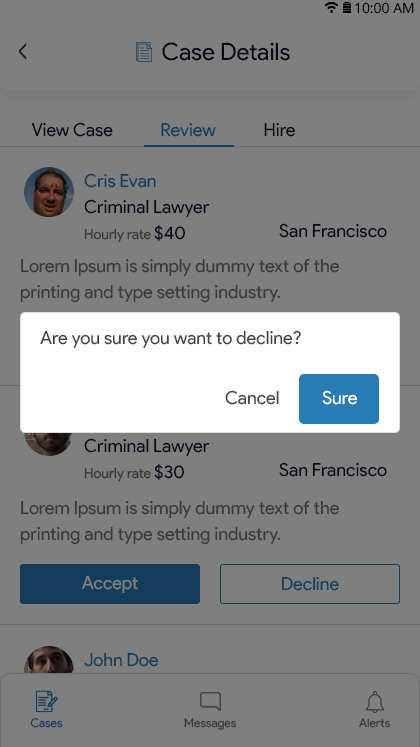 10:00 AM
Case Details
View Case Review Hire
Cris Evan
Criminal Lawyer
Hourly rate $40 San Francisco
Lorem Ipsum is simply dummy text of the
printing and type setting industry.
Are you sure you want to decline?
Cancel Sure
Criminal Lawyer
Hourly rate $30 San Francisco
Lorem Ipsum is simply dummy text of the
printing and type setting industry.
Accept Decline
John Doe
Cases Messages Alerts